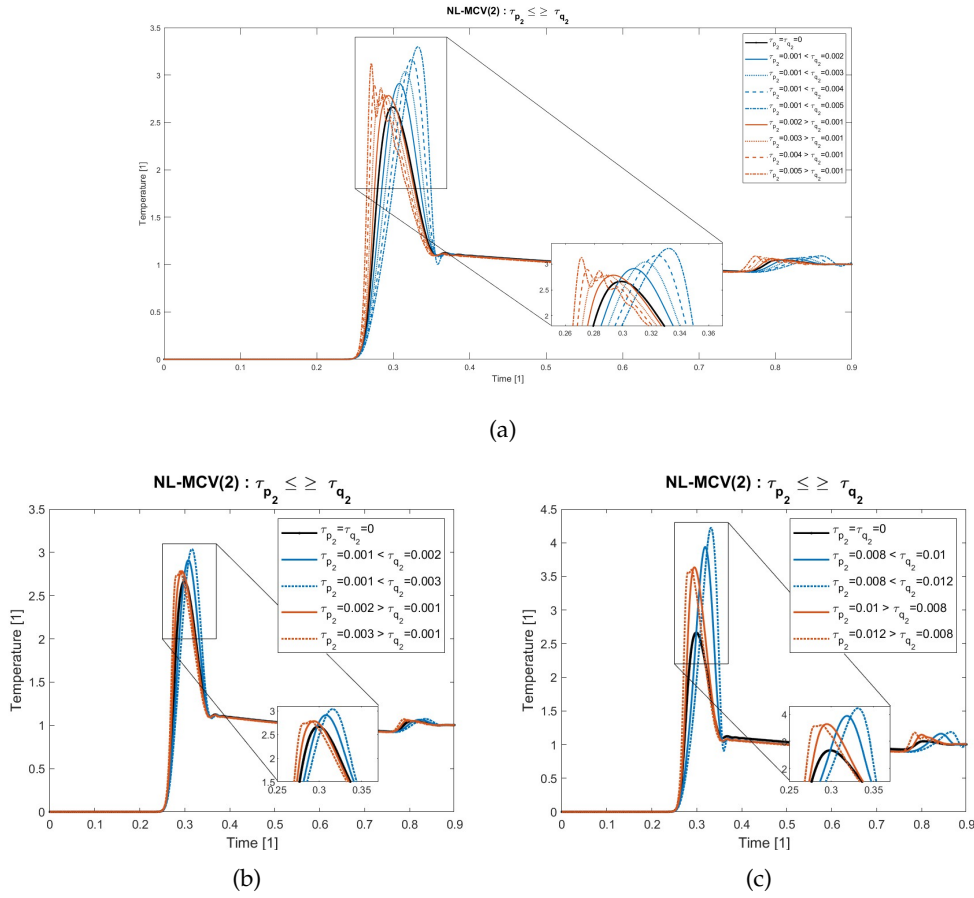 NL-MCV(2) : τp2 ≤ ≥ τq2
3.5
3
2.5
2
1.5
1
0.5
0
Temperature [1]
0 0.1 0.2 0.3 0.4 0.5 0.6 0.7 0.8 0.9
Time [1]
τp2=τq2=0
τp2=0.001 < τq2=0.002
τp2=0.001 < τq2=0.003
τp2=0.001 < τq2=0.004
τp2=0.001 < τq2=0.005
τp2=0.002 > τq2=0.001
τp2=0.003 > τq2=0.001
τp2=0.004 > τq2=0.001
τp2=0.005 > τq2=0.001
3
2.5
2
0.26 0.28 0.3 0.32 0.34 0.36
(a)
NL-MCV(2) : τp2 ≤ ≥ τq2
3.5
3
2.5
2
1.5
1
0.5
0
Temperature [1]
0 0.1 0.2 0.3 0.4 0.5 0.6 0.7 0.8 0.9
Time [1]
τp2=τq2=0
τp2=0.001 < τq2=0.002
τp2=0.001 < τq2=0.003
τp2=0.002 > τq2=0.001
τp2=0.003 > τq2=0.001
3
2.5
2
1.5
0.25 0.3 0.35
(b)
NL-MCV(2) : τp2 ≤ ≥ τq2
4.5
4
3.5
3
2.5
2
1.5
1
0.5
0
Temperature [1]
0 0.1 0.2 0.3 0.4 0.5 0.6 0.7 0.8 0.9
Time [1]
τp2=τq2=0
τp2=0.008 < τq2=0.01
τp2=0.008 < τq2=0.012
τp2=0.01 > τq2=0.008
τp2=0.012 > τq2=0.008
4
3
2
0.25 0.3 0.35
(c)